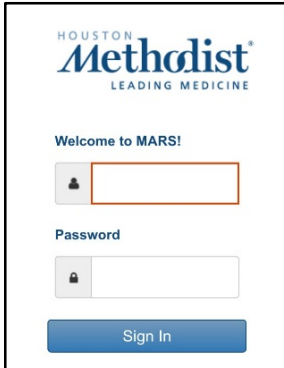 HOUSTON
Methodist®
LEADING MEDICINE
Welcome to MARS!
Password
Sign In